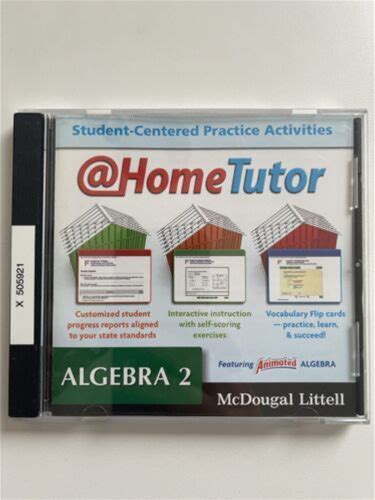 Student-Centered Practice Activities
@HomeTutor
Customized student
progress reports aligned
to your state standards
Interactive instruction
with self-scoring
exercises
Vocabulary Flip cards
— practice, learn,
& succeed!
Featuring Animated ALGEBRA
ALGEBRA 2
McDougal Littell
X 505921